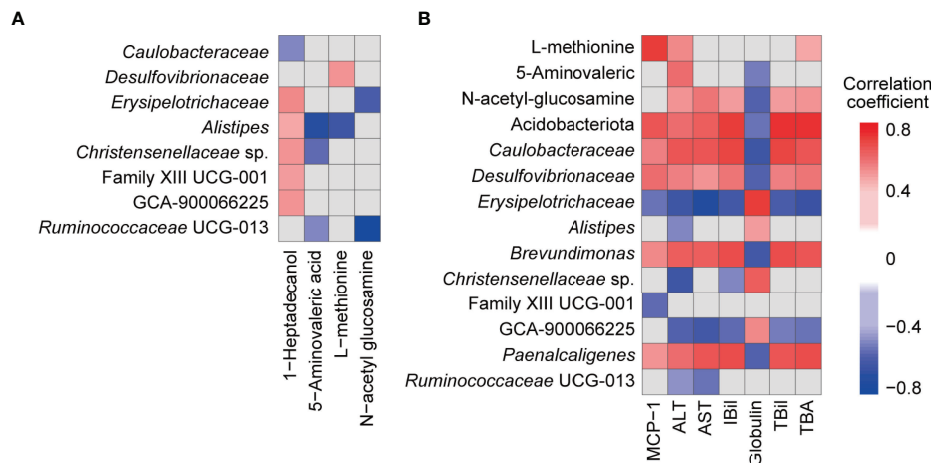 A
Caulobacteraceae
Desulfovibrionaceae
Erysipelotrichaceae
Alistipes
Christensenellaceae sp.
Family XIII UCG-001
GCA-900066225
Ruminococcaceae UCG-013
1-Heptadecanol
5-Aminovaleric acid
L-methionine
N-acetyl glucosamine
B
L-methionine
5-Aminovaleric
N-acetyl-glucosamine
Acidobacteriota
Caulobacteraceae
Desulfovibrionaceae
Erysipelotrichaceae
Alistipes
Brevundimonas
Christensenellaceae sp.
Family XIII UCG-001
GCA-900066225
Paenalcaligenes
Ruminococcaceae UCG-013
MCP-1
ALT
AST
IBil
Globulin
TBil
TBA
Correlation
coefficient
0.8
0.4
0
-0.4
-0.8